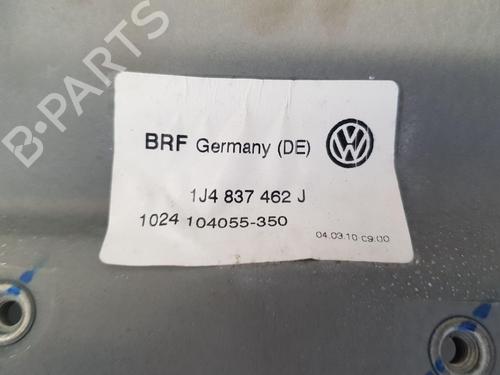 BRF Germany (DE)
1J4 837 462 J
1024 104055-350
04.03.10 09:00
B-PARTS